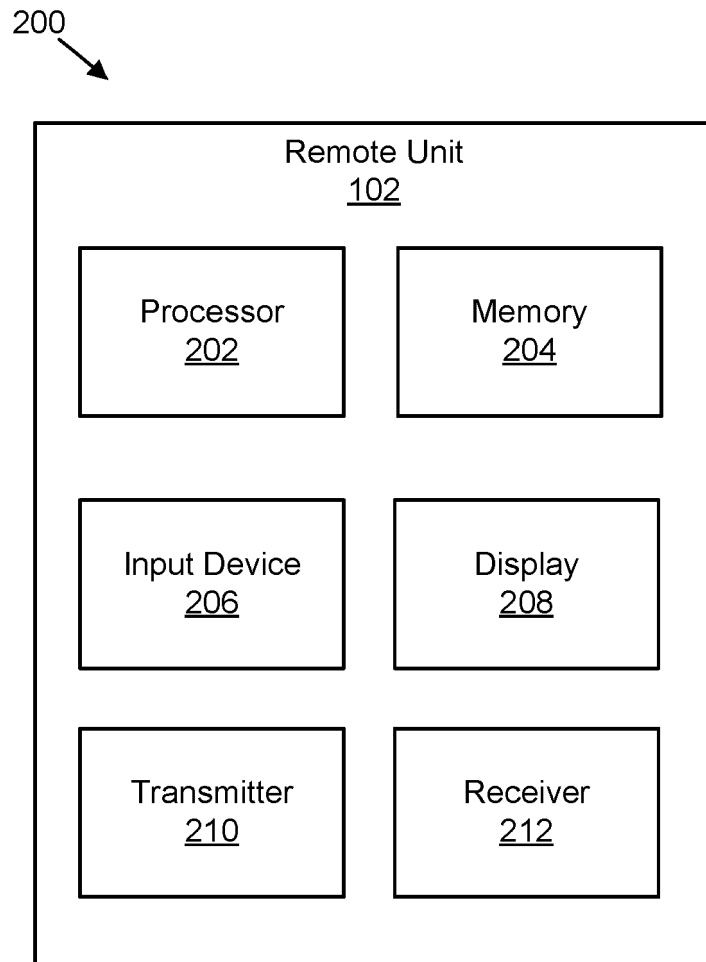 200
Remote Unit
102
Processor
202
Memory
204
Input Device
206
Display
208
Transmitter
210
Receiver
212